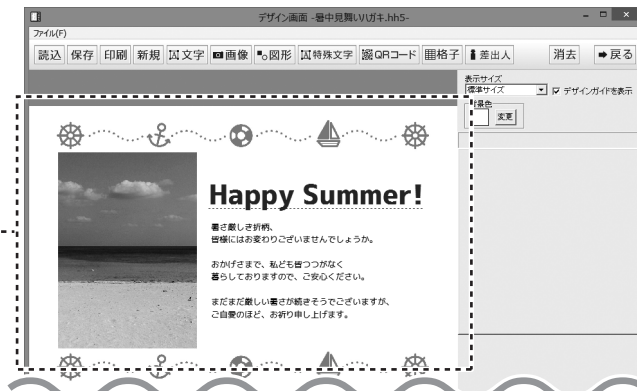 デザイン画面 -暑中見舞いハガキ.hh5-
ファイル(F)
読込 保存 印刷 新規 文字 画像 図形 特殊文字 QRコード 格子 差出人 消去 戻る
表示サイズ
標準サイズ デザインガイドを表示
背景色
変更
Happy Summer!
暑さ厳しき折柄、
皆様にはお変わりございませんでしょうか。
おかげさまで、私ども皆つつがなく
暮らしておりますので、ご安心ください。
まだまだ厳しい暑さが続きそうでございますが、
ご自愛のほど、お祈り申し上げます。